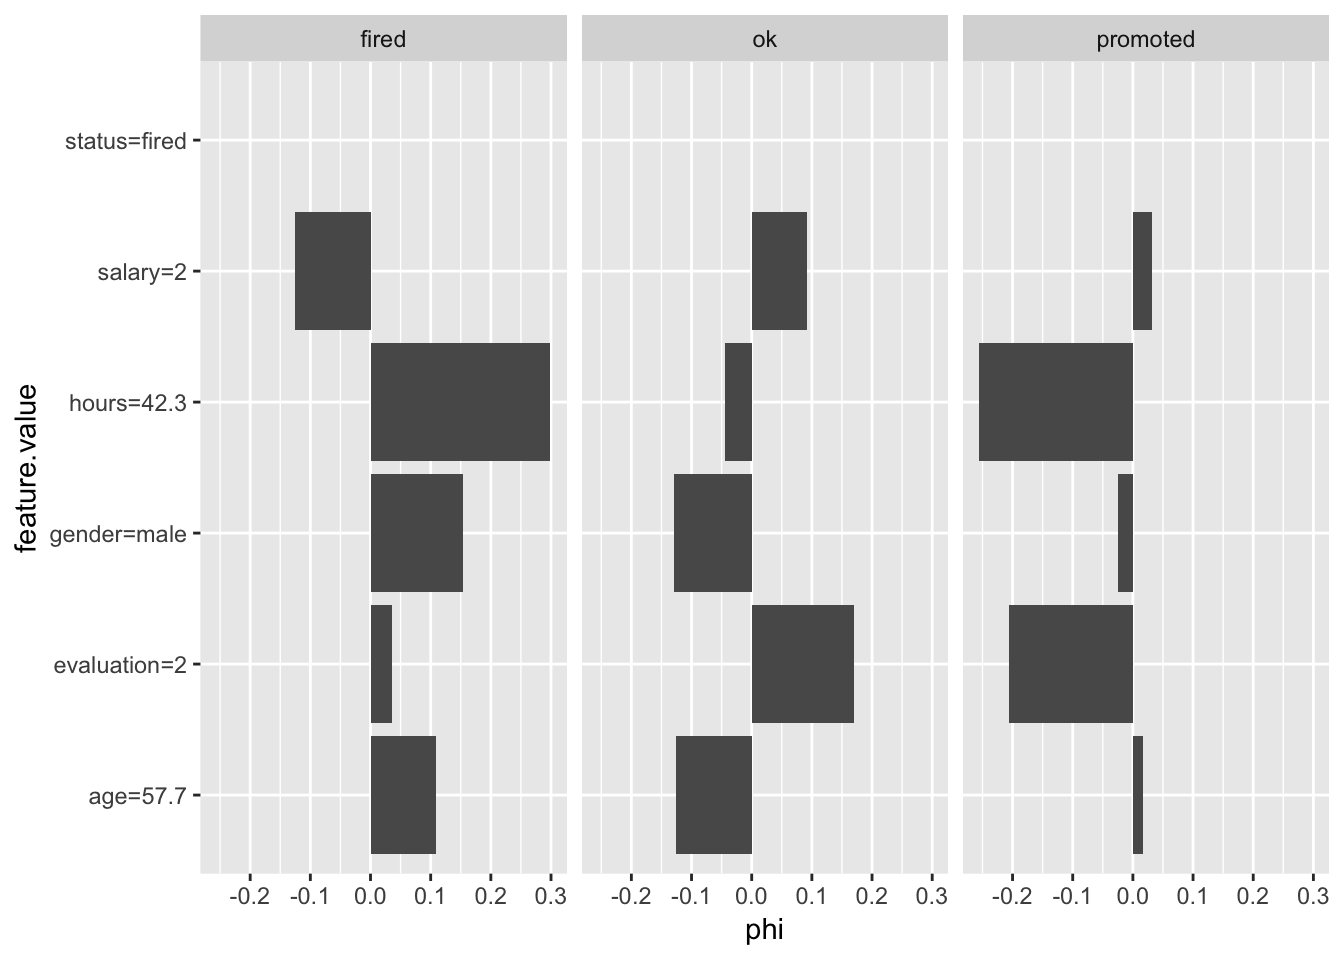 fired ok promoted
status=fired
salary=2
hours=42.3
gender=male
evaluation=2
age=57.7
feature.value
-0.2 -0.1 0.0 0.1 0.2 0.3 -0.2 -0.1 0.0 0.1 0.2 0.3 -0.2 -0.1 0.0 0.1 0.2 0.3
phi